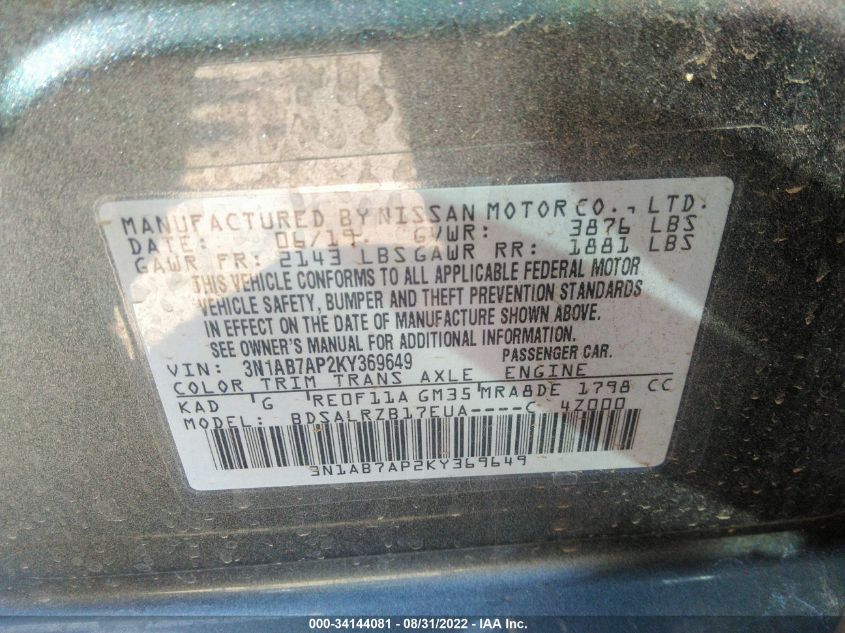 MANUFACTURED BY NISSAN MOTOR CO., LTD.
DATE: 06/19 GVWR: 3876 LBS
GAWR FR: 2143 LBS GAWR RR: 1881 LBS
THIS VEHICLE CONFORMS TO ALL APPLICABLE FEDERAL MOTOR
VEHICLE SAFETY, BUMPER AND THEFT PREVENTION STANDARDS
IN EFFECT ON THE DATE OF MANUFACTURE SHOWN ABOVE.
SEE OWNER'S MANUAL FOR ADDITIONAL INFORMATION.
VIN: 3N1AB7AP2KY369649 PASSENGER CAR.
COLOR TRIM TRANS AXLE ENGINE
KAD G RE0F11A GM35 MRA8DE 1798 CC
MODEL: BDSALRZB17EUA----C 4Z000
3N1AB7AP2KY369649
000-34144081 - 08/31/2022 - IAA Inc.